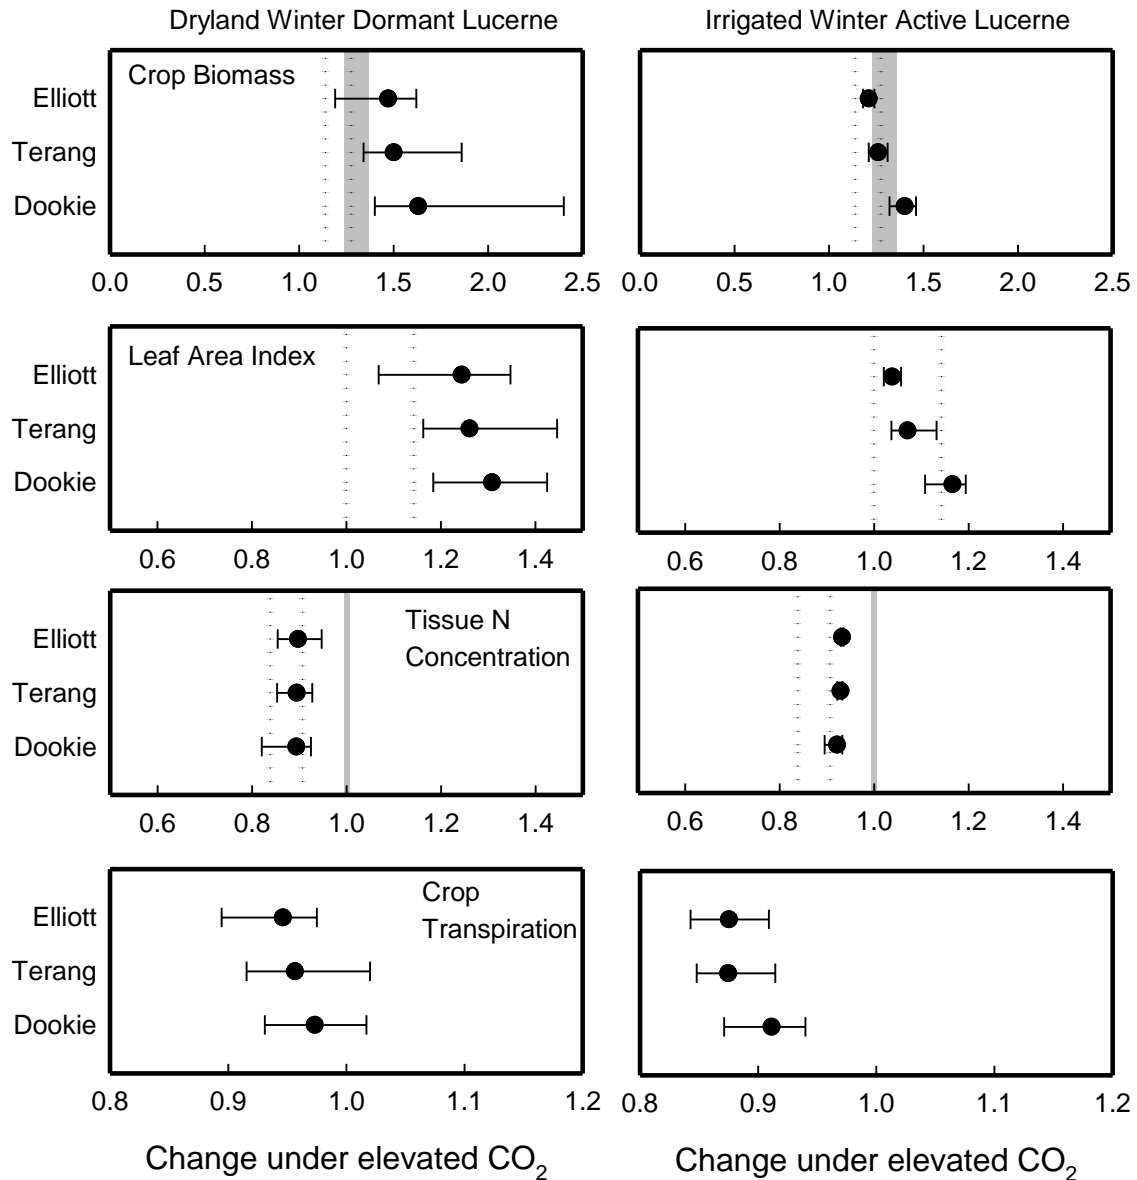 Dryland Winter Dormant Lucerne
Irrigated Winter Active Lucerne
Crop Biomass
Elliott
Terang
Dookie
0.0 0.5 1.0 1.5 2.0 2.5
0.0 0.5 1.0 1.5 2.0 2.5
Leaf Area Index
Elliott
Terang
Dookie
0.6 0.8 1.0 1.2 1.4
0.6 0.8 1.0 1.2 1.4
Tissue N
Concentration
Elliott
Terang
Dookie
0.6 0.8 1.0 1.2 1.4
0.6 0.8 1.0 1.2 1.4
Crop
Transpiration
Elliott
Terang
Dookie
0.8 0.9 1.0 1.1 1.2
0.8 0.9 1.0 1.1 1.2
Change under elevated CO₂
Change under elevated CO₂